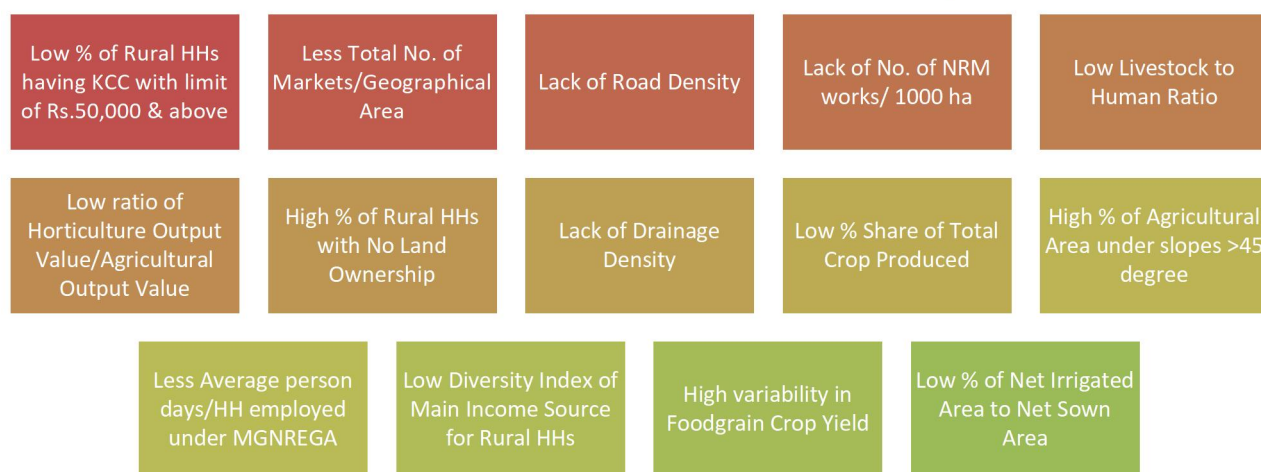 Low % of Rural HHs
having KCC with limit
of Rs.50,000 & above
Less Total No. of
Markets/Geographical
Area
Lack of Road Density
Lack of No. of NRM
works/ 1000 ha
Low Livestock to
Human Ratio
Low ratio of
Horticulture Output
Value/Agricultural
Output Value
High % of Rural HHs
with No Land
Ownership
Lack of Drainage
Density
Low % Share of Total
Crop Produced
High % of Agricultural
Area under slopes >45
degree
Less Average person
days/HH employed
under MGNREGA
Low Diversity Index of
Main Income Source
for Rural HHs
High variability in
Foodgrain Crop Yield
Low % of Net Irrigated
Area to Net Sown
Area